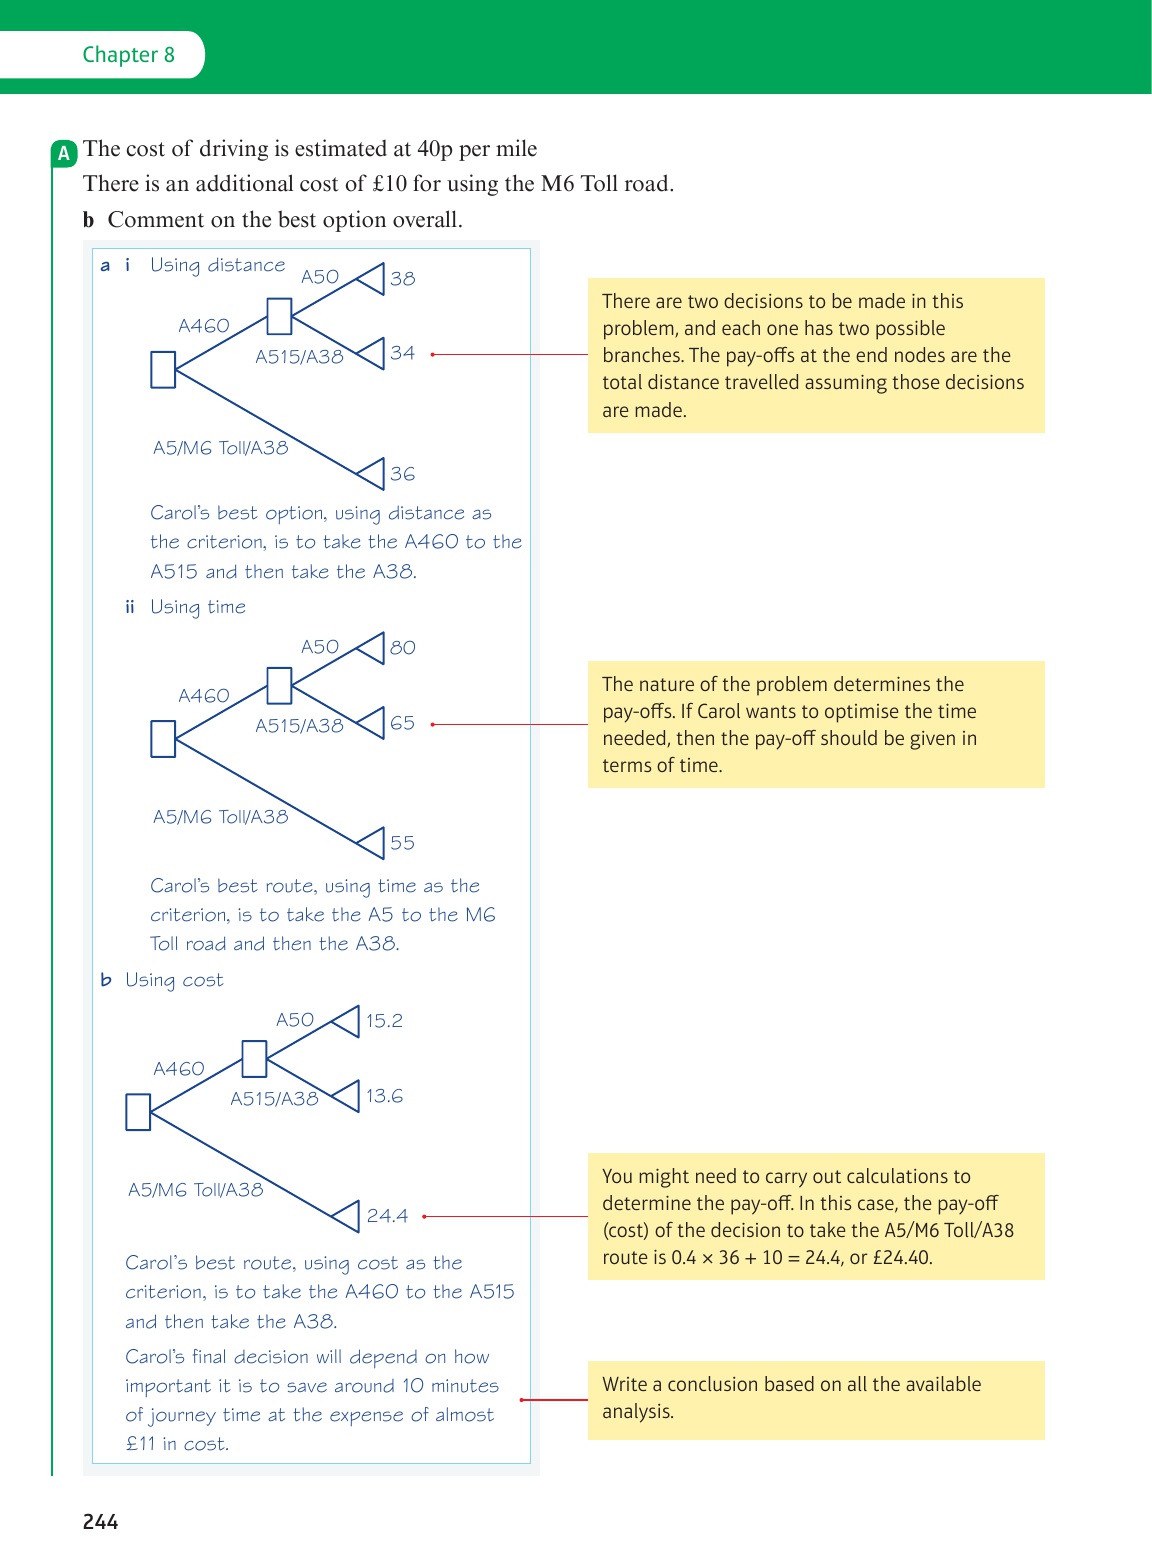 Chapter 8
A The cost of driving is estimated at 40p per mile
There is an additional cost of £10 for using the M6 Toll road.
b Comment on the best option overall.
a i Using distance
A50
38
A460
A515/A38
34
A5/M6 Toll/A38
36
There are two decisions to be made in this
problem, and each one has two possible
branches. The pay-offs at the end nodes are the
total distance travelled assuming those decisions
are made.
Carol's best option, using distance as
the criterion, is to take the A460 to the
A515 and then take the A38.
ii Using time
A50
80
A460
A515/A38
65
A5/M6 Toll/A38
55
The nature of the problem determines the
pay-offs. If Carol wants to optimise the time
needed, then the pay-off should be given in
terms of time.
Carol's best route, using time as the
criterion, is to take the A5 to the M6
Toll road and then the A38.
b Using cost
A50
15.2
A460
A515/A38
13.6
A5/M6 Toll/A38
24.4
You might need to carry out calculations to
determine the pay-off. In this case, the pay-off
(cost) of the decision to take the A5/M6 Toll/A38
route is 0.4 × 36 + 10 = 24.4, or £24.40.
Carol's best route, using cost as the
criterion, is to take the A460 to the A515
and then take the A38.
Carol's final decision will depend on how
important it is to save around 10 minutes
of journey time at the expense of almost
£11 in cost.
Write a conclusion based on all the available
analysis.
244